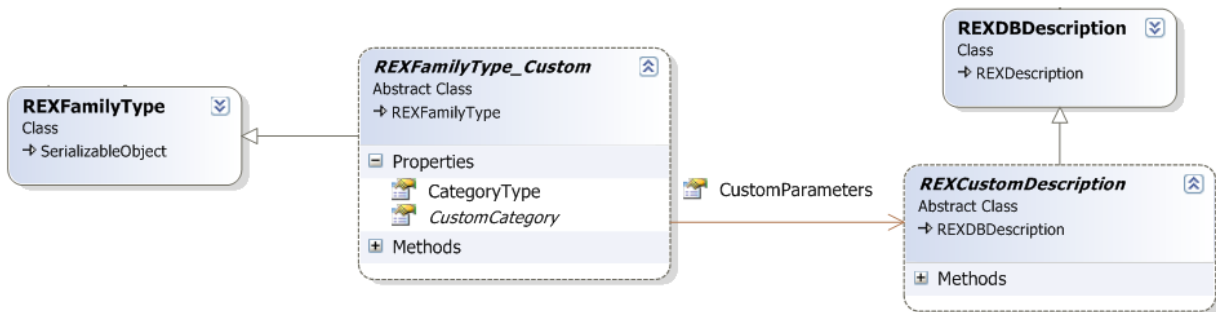 REXFamilyType
Class
SerializableObject
REXFamilyType_Custom
Abstract Class
REXFamilyType
Properties
CategoryType
CustomCategory
Methods
CustomParameters
REXDBDescription
Class
REXDescription
REXCustomDescription
Abstract Class
REXDBDescription
Methods